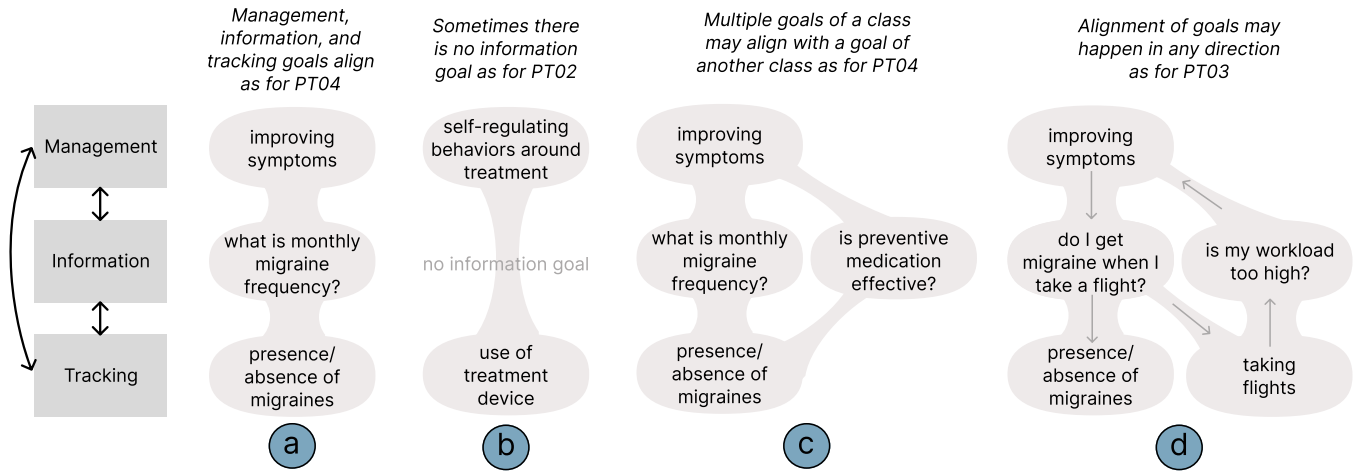 Management,
information, and
tracking goals align
as for PT04
Sometimes there
is no information
goal as for PT02
Multiple goals of a class
may align with a goal of
another class as for PT04
Alignment of goals may
happen in any direction
as for PT03
Management
Information
Tracking
improving
symptoms
what is monthly
migraine
frequency?
presence/
absence of
migraines
a
self-regulating
behaviors around
treatment
no information goal
use of
treatment
device
b
improving
symptoms
what is monthly
migraine
frequency?
is preventive
medication
effective?
presence/
absence of
migraines
c
improving
symptoms
do I get
migraine when I
take a flight?
is my workload
too high?
presence/
absence of
migraines
taking
flights
d